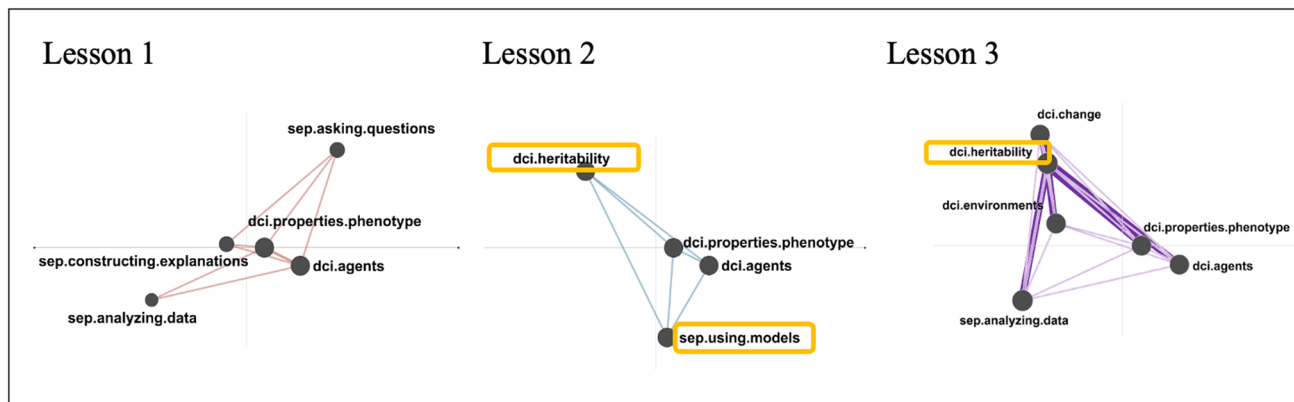 Lesson 1
sep.asking.questions
dci.properties.phenotype
sep.constructing.explanations
dci.agents
sep.analyzing.data
Lesson 2
dci.heritability
dci.properties.phenotype
dci.agents
sep.using.models
Lesson 3
dci.change
dci.heritability
dci.environments
dci.properties.phenotype
dci.agents
sep.analyzing.data